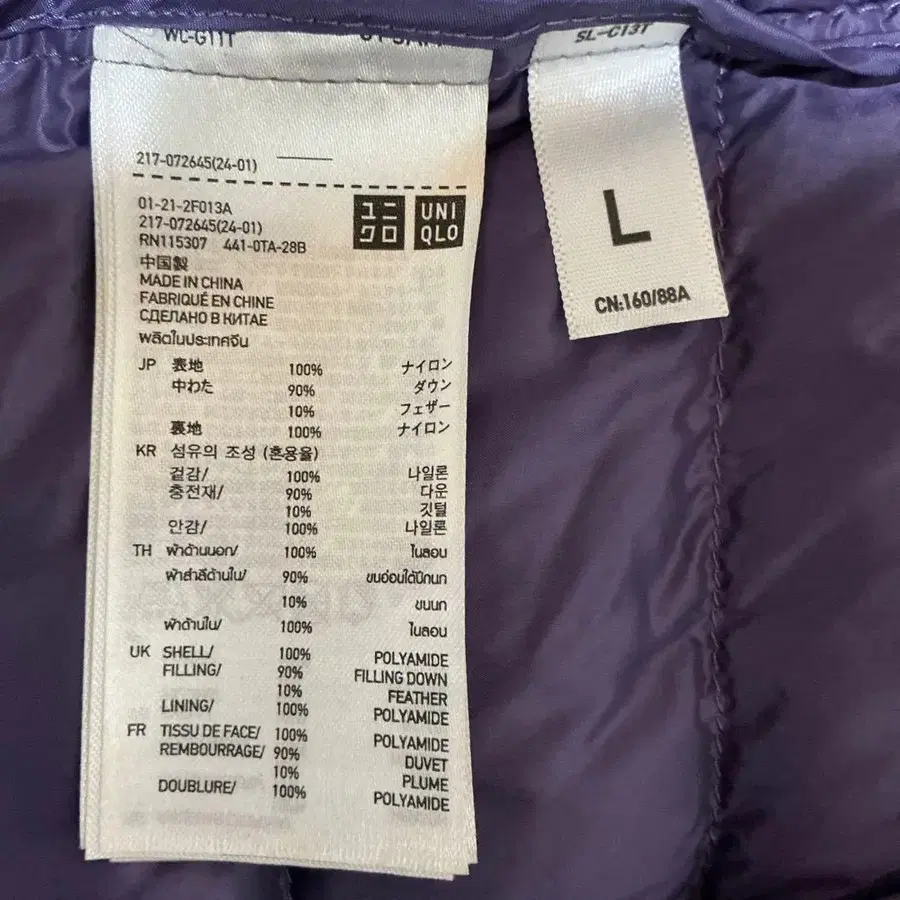 WC-G11T
217-072645(24-01)
01-21-2F013A
217-072645(24-01)
RN115307 441-0TA-28B
ユニ
クロ
UNI
QLO
中国製
MADE IN CHINA
FABRIQUÉ EN CHINE
СДЕЛАНО В КИТАЕ
ผลิตในประเทศจีน
JP 表地 100% ナイロン
中わた 90% ダウン
10% フェザー
裏地 100% ナイロン
KR 섬유의 조성 (혼용율)
겉감/ 100% 나일론
충전재/ 90% 다운
10% 깃털
안감/ 100% 나일론
TH ผ้าด้านนอก/ 100% ไนลอน
ผ้าสำลีด้านใน/ 90% ขนอ่อนใต้ปีกนก
10% ขนนก
ผ้าด้านใน/ 100% ไนลอน
UK SHELL/ 100% POLYAMIDE
FILLING/ 90% FILLING DOWN
10% FEATHER
LINING/ 100% POLYAMIDE
FR TISSU DE FACE/ 100% POLYAMIDE
REMBOURRAGE/ 90% DUVET
10% PLUME
DOUBLURE/ 100% POLYAMIDE
SL-C13T
L
CN:160/88A